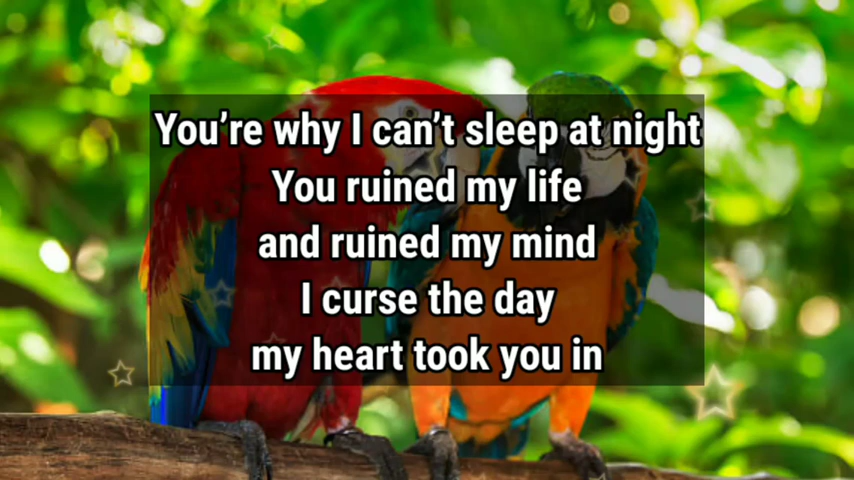 You’re why I can’t sleep at night
You ruined my life
and ruined my mind
I curse the day
my heart took you in